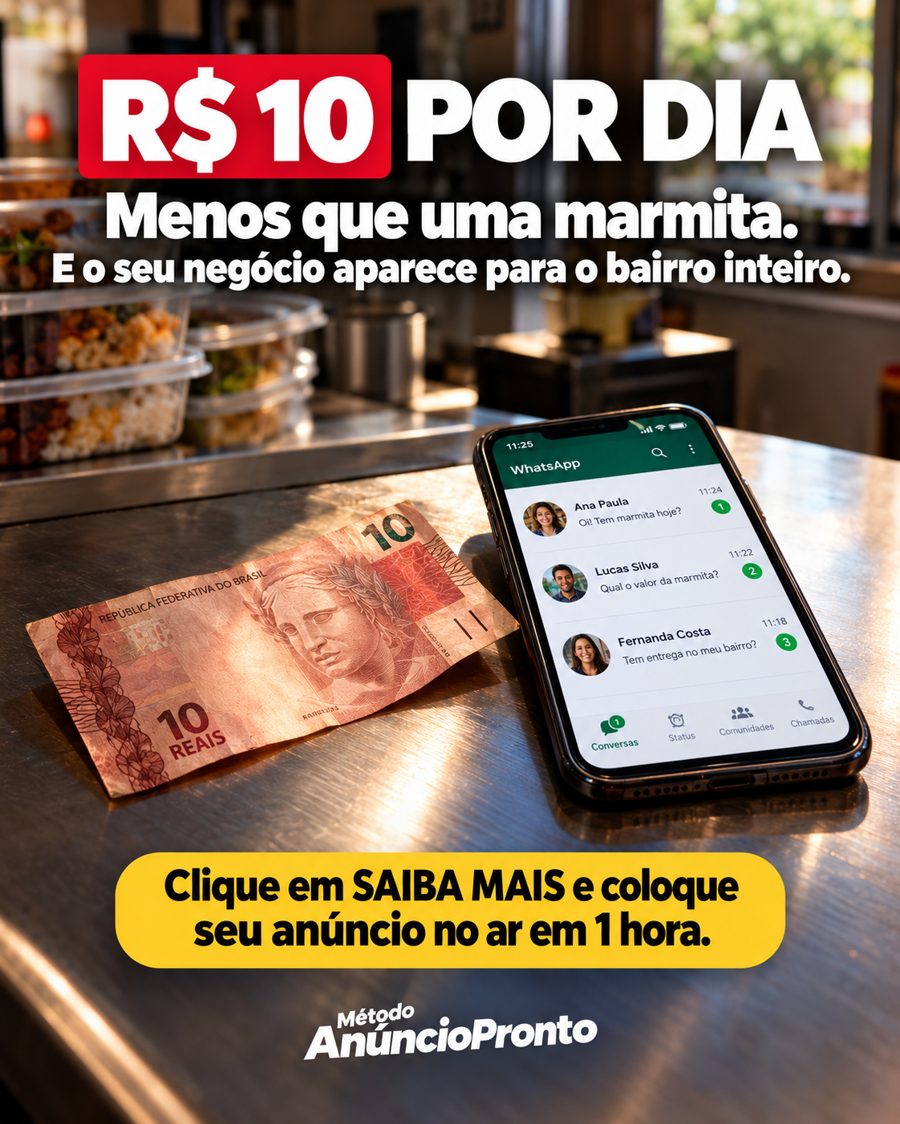 R$ 10 POR DIA
Menos que uma marmita.
E o seu negócio aparece para o bairro inteiro.
11:25
WhatsApp
Ana Paula
11:24
Oi! Tem marmita hoje?
1
Lucas Silva
11:22
Qual o valor da marmita?
2
Fernanda Costa
11:18
Tem entrega no meu bairro?
3
1
Conversas
Status
Comunidades
Chamadas
10
REPÚBLICA FEDERATIVA DO BRASIL
10
REAIS
Clique em SAIBA MAIS e coloque
seu anúncio no ar em 1 hora.
Método
AnúncioPronto